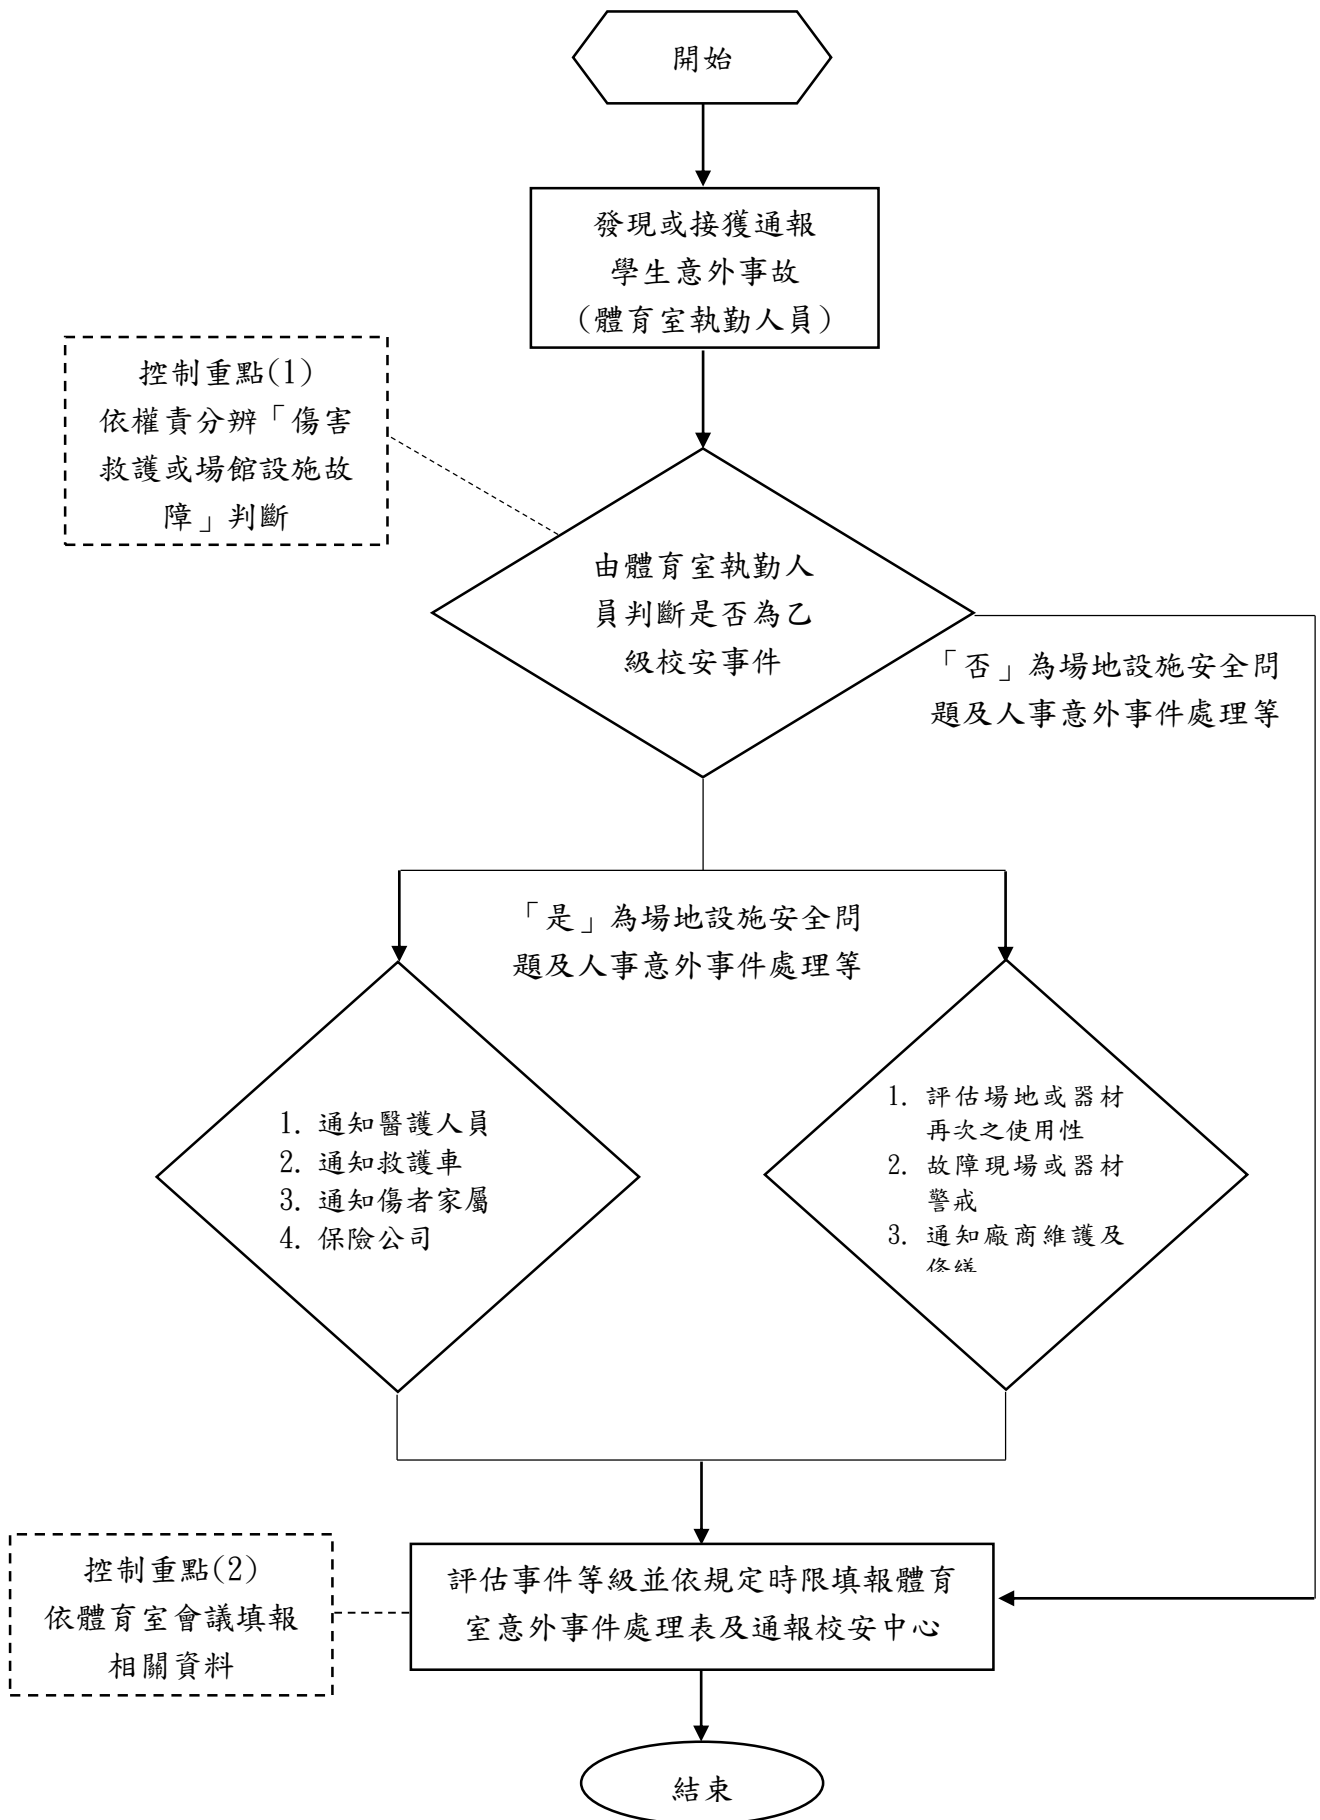 開始
發現或接獲通報
學生意外事故
(體育室執勤人員)
控制重點(1)
依權責分辨「傷害
救護或場館設施故
障」判斷
由體育室執勤人
員判斷是否為乙
級校安事件
「否」為場地設施安全問
題及人事意外事件處理等
「是」為場地設施安全問
題及人事意外事件處理等
1. 通知醫護人員
2. 通知救護車
3. 通知傷者家屬
4. 保險公司
1. 評估場地或器材
再次之使用性
2. 故障現場或器材
警戒
3. 通知廠商維護及
修繕
控制重點(2)
依體育室會議填報
相關資料
評估事件等級並依規定時限填報體育
室意外事件處理表及通報校安中心
結束